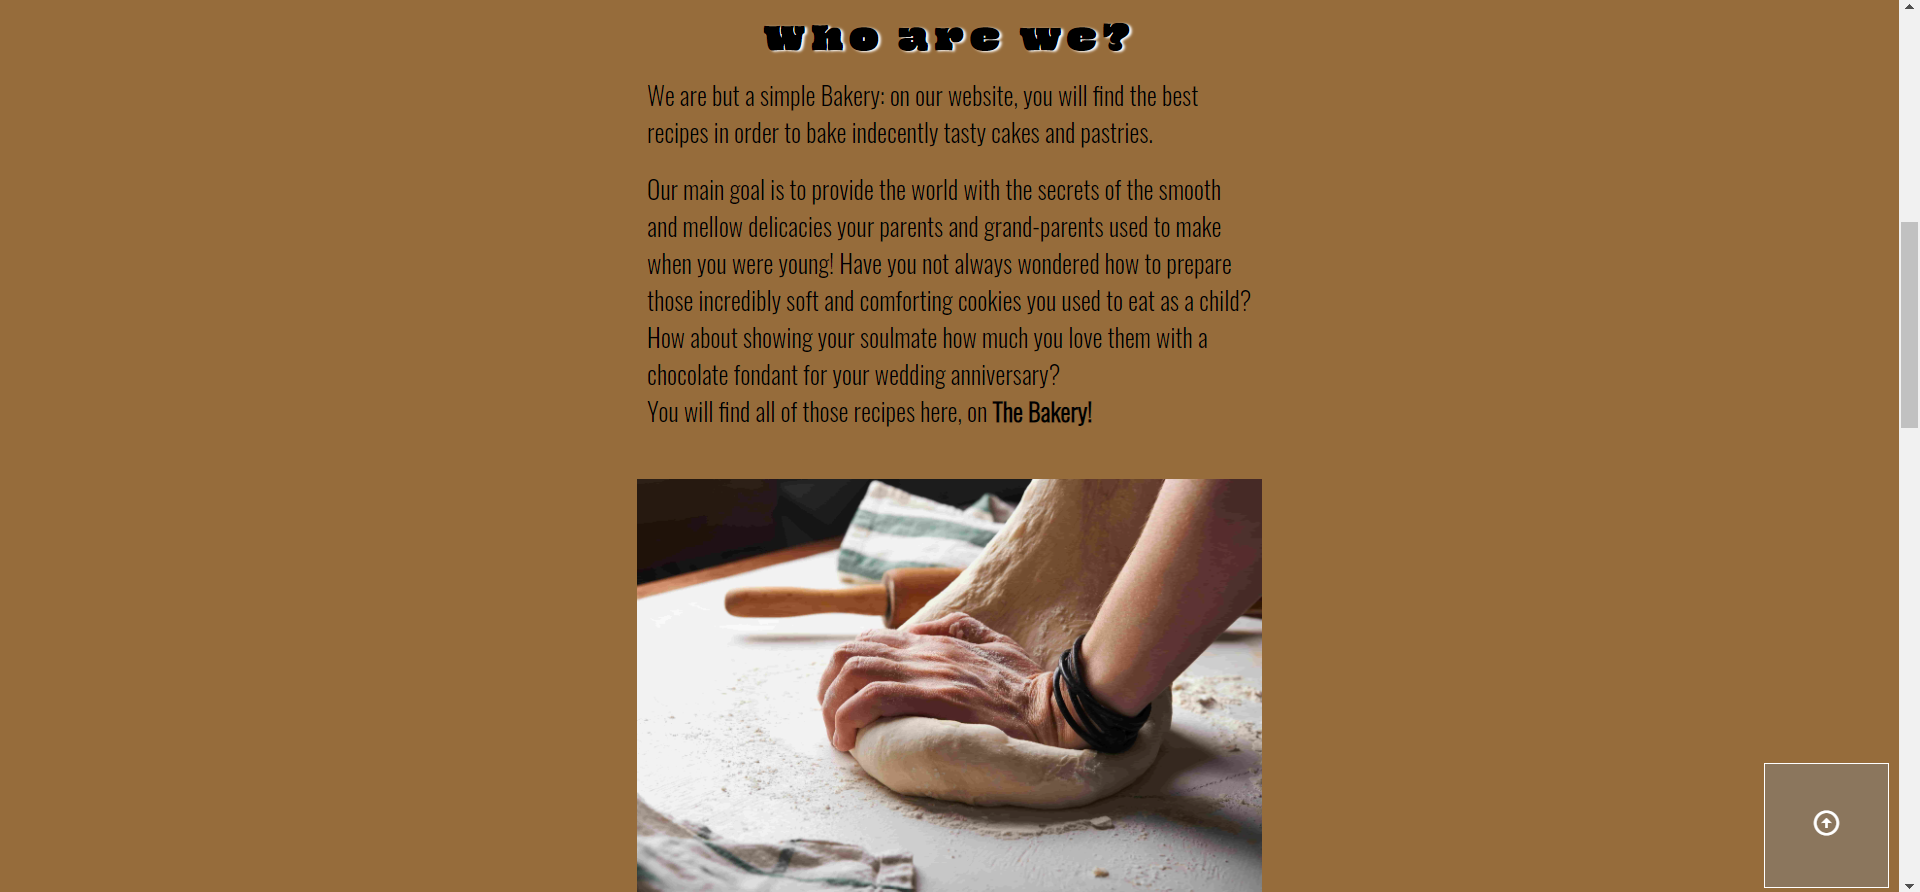 Who are we?
We are but a simple Bakery: on our website, you will find the best
recipes in order to bake indecently tasty cakes and pastries.
Our main goal is to provide the world with the secrets of the smooth
and mellow delicacies your parents and grand-parents used to make
when you were young! Have you not always wondered how to prepare
those incredibly soft and comforting cookies you used to eat as a child?
How about showing your soulmate how much you love them with a
chocolate fondant for your wedding anniversary?
You will find all of those recipes here, on The Bakery!